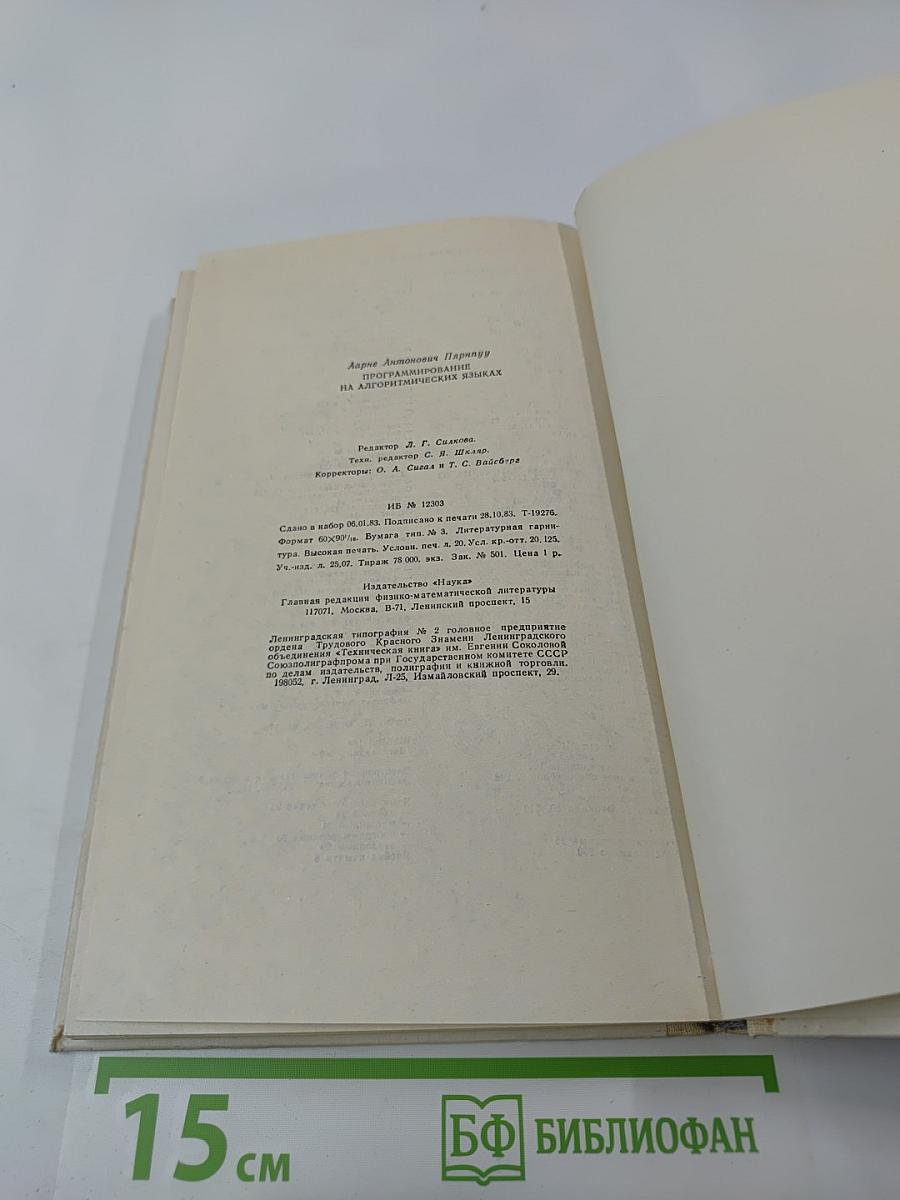 Аарне Антонович Пярнпуу
ПРОГРАММИРОВАНИЕ
НА АЛГОРИТМИЧЕСКИХ ЯЗЫКАХ
Редактор Л. Г. Силкова.
Техн. редактор С. Я. Шкляр.
Корректоры: О. А. Сигал и Т. С. Вайсберг
ИБ № 12303
Сдано в набор 06.01.83. Подписано к печати 28.10.83. Т-19276.
Формат 60×90¹/₁₆. Бумага тип. № 3. Литературная гарни-
тура. Высокая печать. Условн. печ. л. 20. Усл. кр.-отт. 20,125.
Уч.-изд. л. 25,07. Тираж 78 000. экз. Зак. № 501. Цена 1 р.
Издательство «Наука»
Главная редакция физико-математической литературы
117071, Москва, В-71, Ленинский проспект, 15
Ленинградская типография № 2 головное предприятие
ордена Трудового Красного Знамени Ленинградского
объединения «Техническая книга» им. Евгении Соколовой
Союзполиграфпрома при Государственном комитете СССР
по делам издательств, полиграфии и книжной торговли.
198052, г. Ленинград, Л-25, Измайловский проспект, 29.
15 см
БФ БИБЛИОФАН